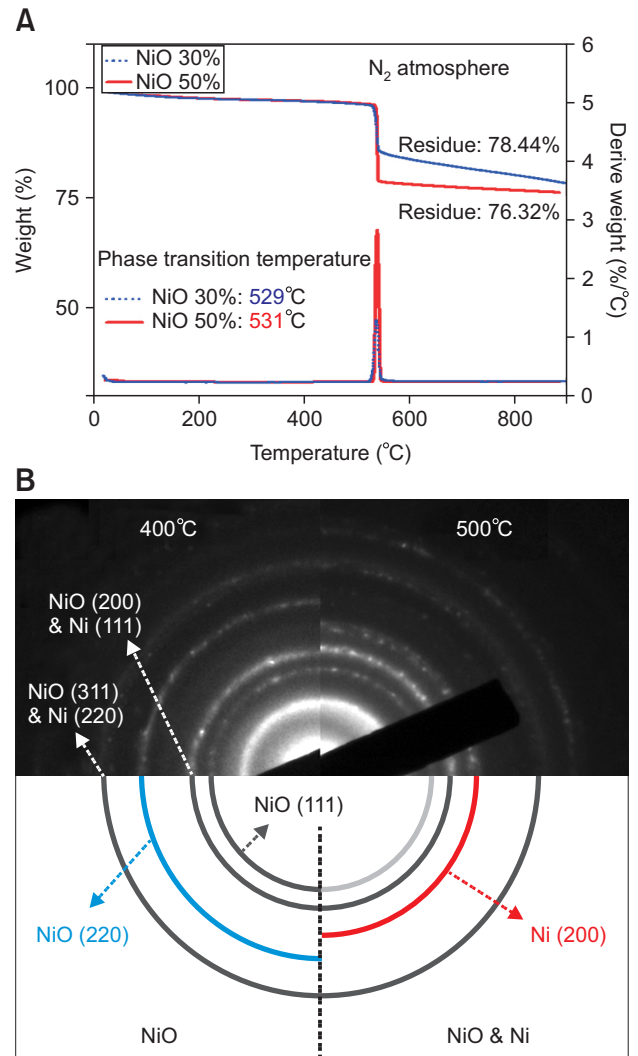 A
NiO 30%
NiO 50%
N₂ atmosphere
Residue: 78.44%
Residue: 76.32%
Phase transition temperature
NiO 30%: 529°C
NiO 50%: 531°C
Weight (%)
100
75
50
Derive weight (%/°C)
6
5
4
3
2
1
0
0
200
400
600
800
Temperature (°C)
B
400°C
500°C
NiO (200)
& Ni (111)
NiO (311)
& Ni (220)
NiO (111)
NiO (220)
Ni (200)
NiO
NiO & Ni